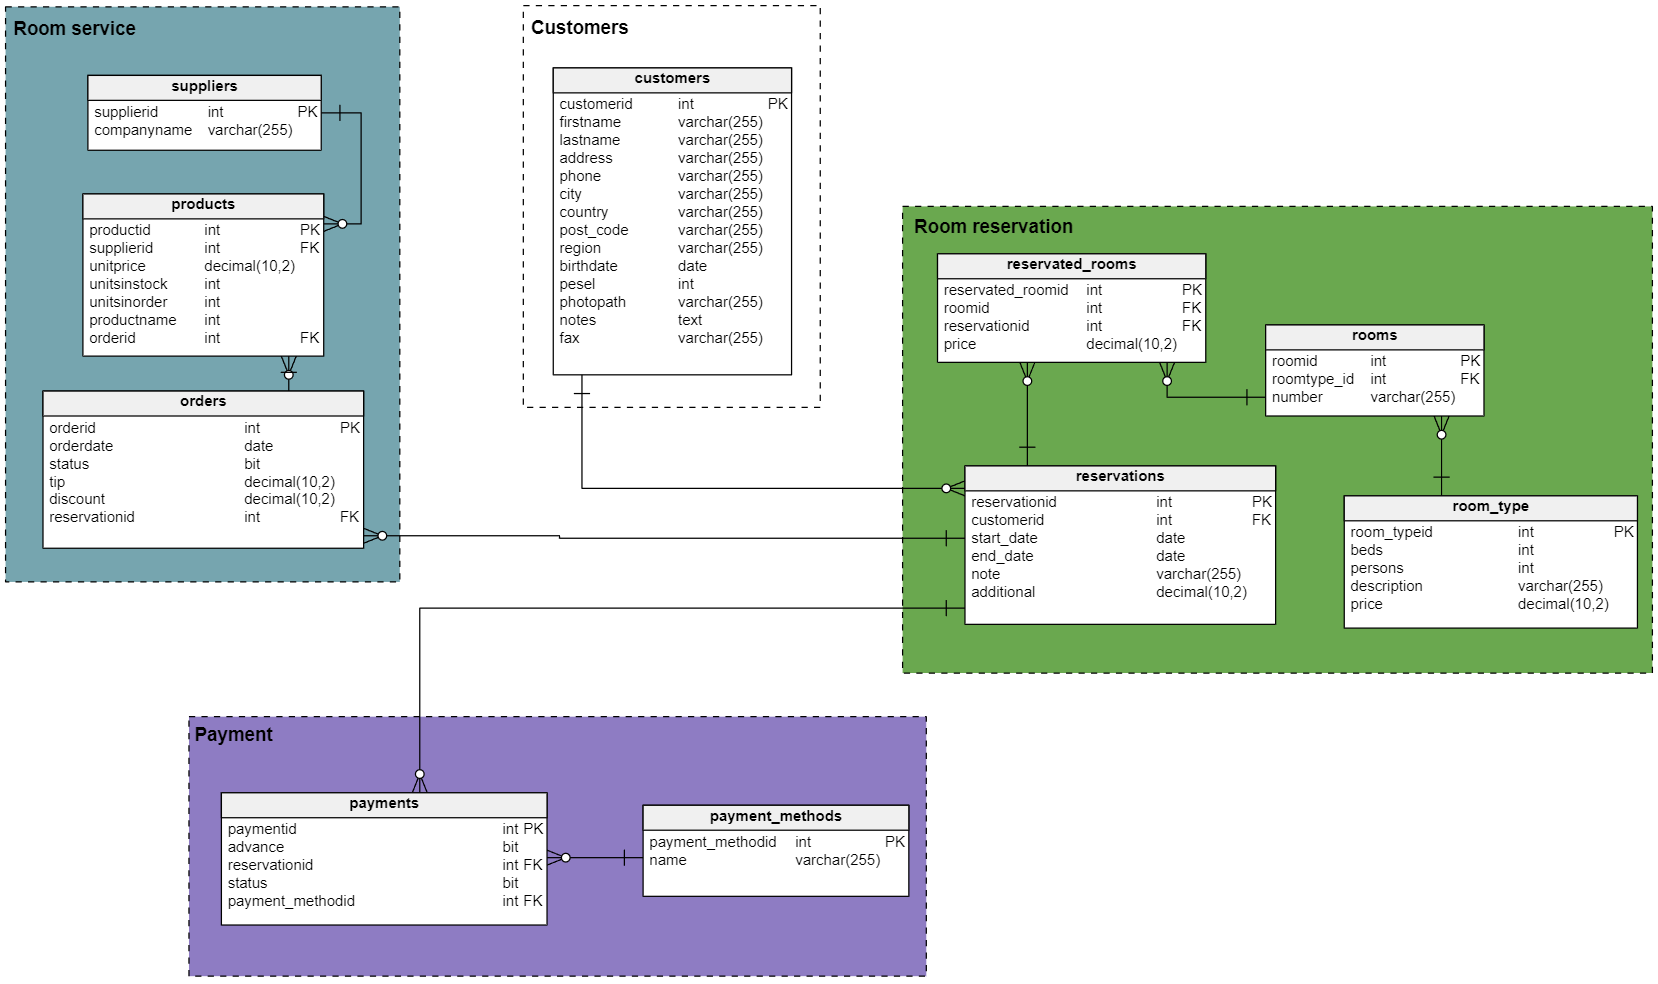 Room service
suppliers
supplierid int PK
companyname varchar(255)
products
productid int PK
supplierid int FK
unitprice decimal(10,2)
unitsinstock int
unitsinorder int
productname int
orderid int FK
orders
orderid int PK
orderdate date
status bit
tip decimal(10,2)
discount decimal(10,2)
reservationid int FK
Customers
customers
customerid int PK
firstname varchar(255)
lastname varchar(255)
address varchar(255)
phone varchar(255)
city varchar(255)
country varchar(255)
post_code varchar(255)
region varchar(255)
birthdate date
pesel int
photopath varchar(255)
notes text
fax varchar(255)
Room reservation
reservated_rooms
reservated_roomid int PK
roomid int FK
reservationid int FK
price decimal(10,2)
rooms
roomid int PK
roomtype_id int FK
number varchar(255)
reservations
reservationid int PK
customerid int FK
start_date date
end_date date
note varchar(255)
additional decimal(10,2)
room_type
room_typeid int PK
beds int
persons int
description varchar(255)
price decimal(10,2)
Payment
payments
paymentid int PK
advance bit
reservationid int FK
status bit
payment_methodid int FK
payment_methods
payment_methodid int PK
name varchar(255)